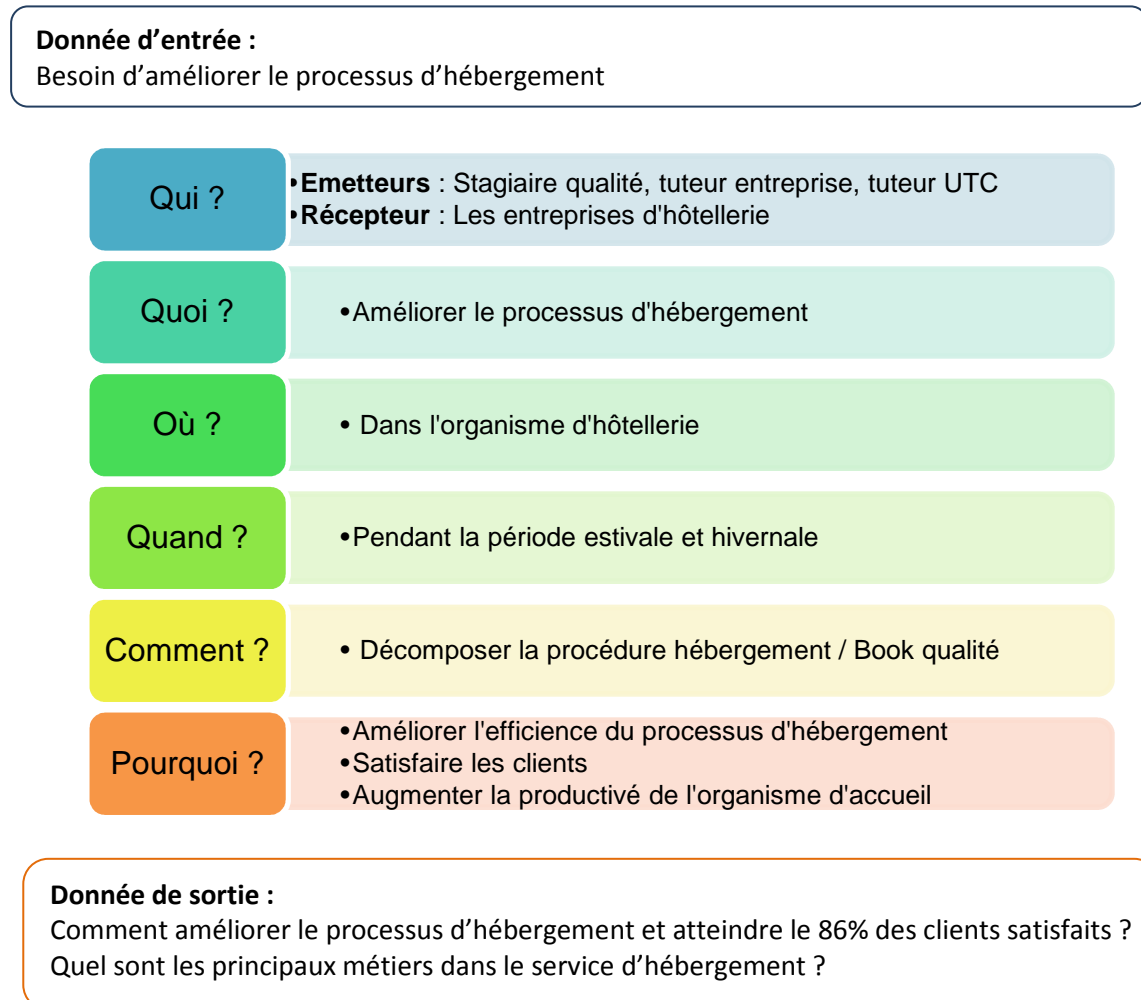 Donnée d’entrée :
Besoin d’améliorer le processus d’hébergement
Qui ?
•Emetteurs : Stagiaire qualité, tuteur entreprise, tuteur UTC
•Récepteur : Les entreprises d'hôtellerie
Quoi ?
•Améliorer le processus d'hébergement
Où ?
• Dans l'organisme d'hôtellerie
Quand ?
•Pendant la période estivale et hivernale
Comment ?
• Décomposer la procédure hébergement / Book qualité
Pourquoi ?
•Améliorer l'efficience du processus d'hébergement
•Satisfaire les clients
•Augmenter la productivé de l'organisme d'accueil
Donnée de sortie :
Comment améliorer le processus d’hébergement et atteindre le 86% des clients satisfaits ?
Quel sont les principaux métiers dans le service d’hébergement ?